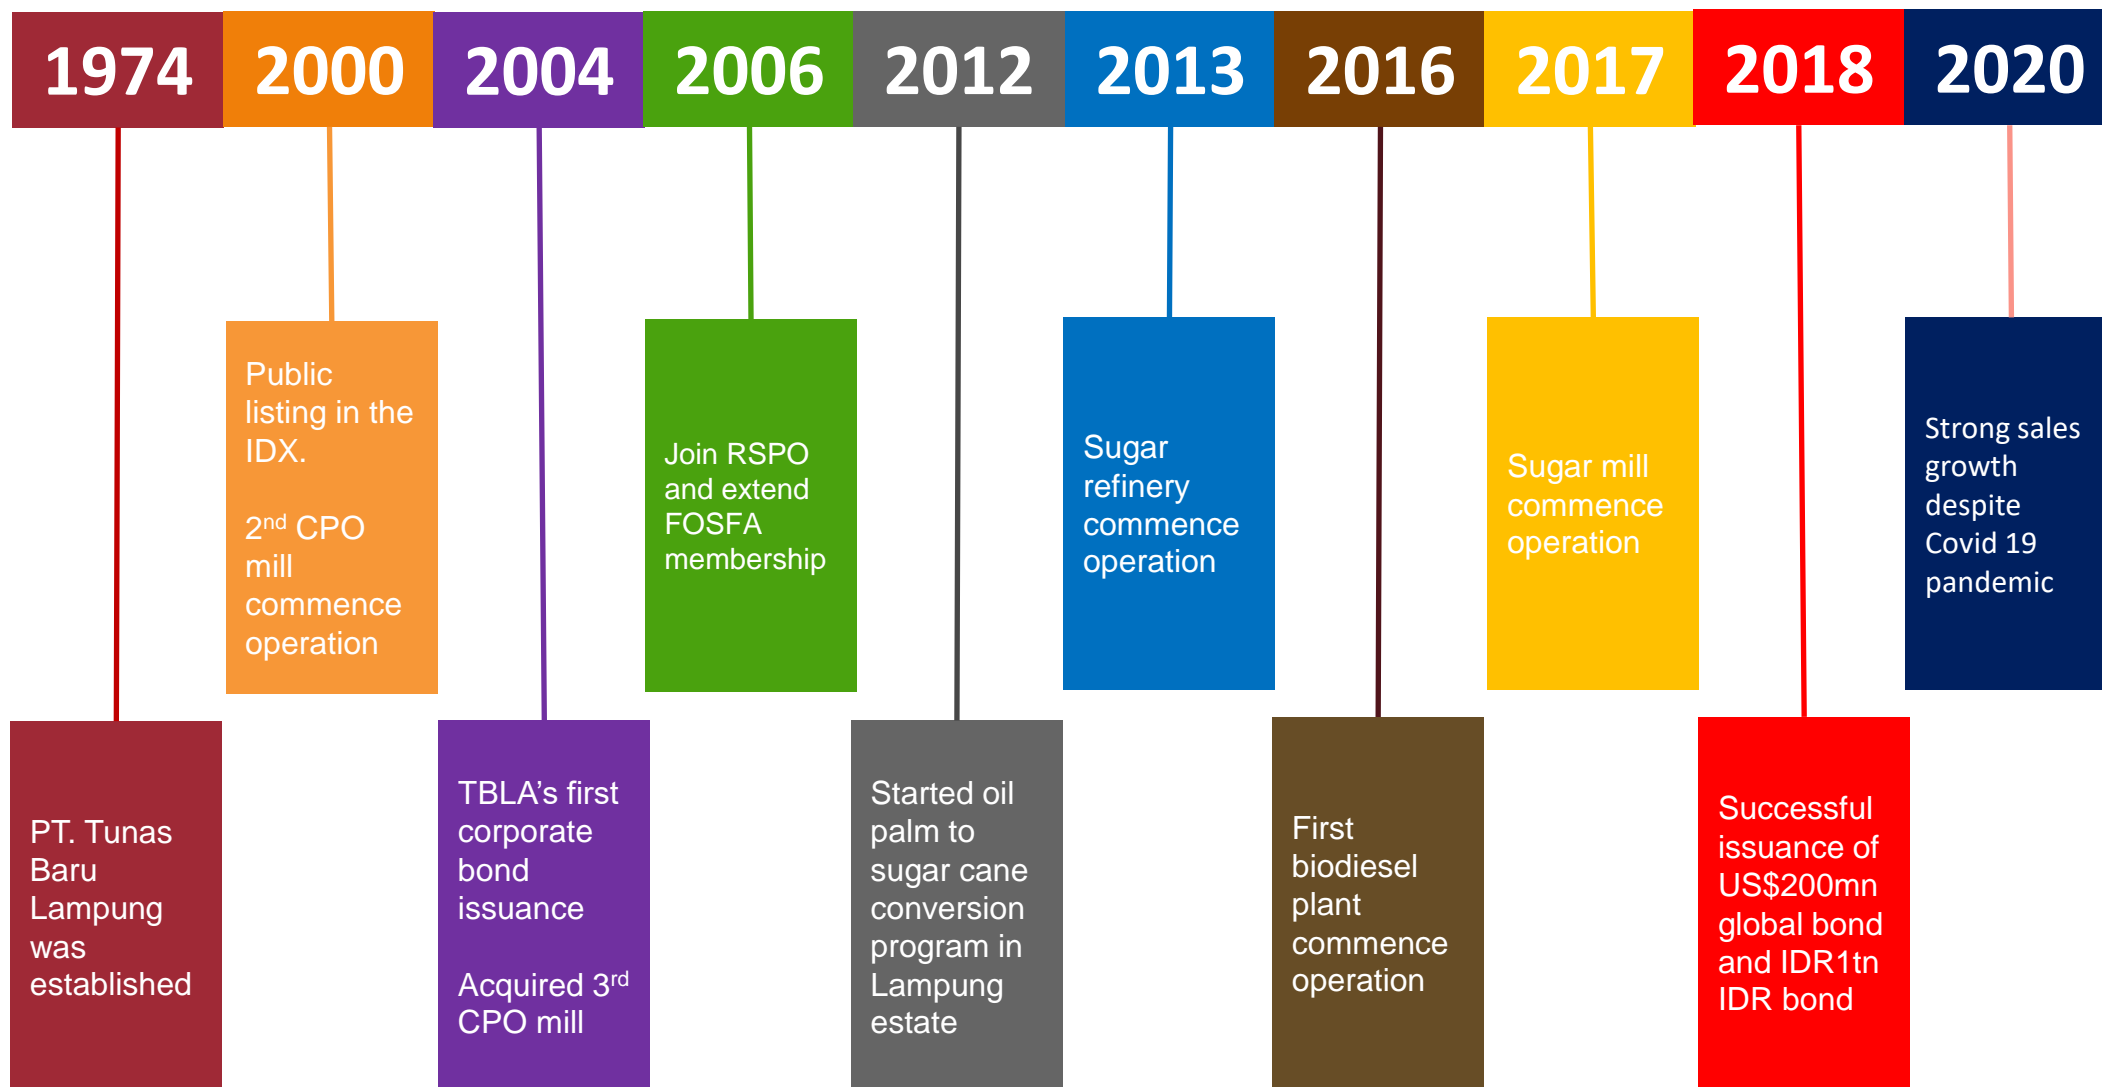 1974
2000
2004
2006
2012
2013
2016
2017
2018
2020
PT. Tunas
Baru
Lampung
was
established
Public
listing in the
IDX.
2nd CPO
mill
commence
operation
TBLA’s first
corporate
bond
issuance
Acquired 3rd
CPO mill
Join RSPO
and extend
FOSFA
membership
Started oil
palm to
sugar cane
conversion
program in
Lampung
estate
Sugar
refinery
commence
operation
First
biodiesel
plant
commence
operation
Sugar mill
commence
operation
Successful
issuance of
US$200mn
global bond
and IDR1tn
IDR bond
Strong sales
growth
despite
Covid 19
pandemic